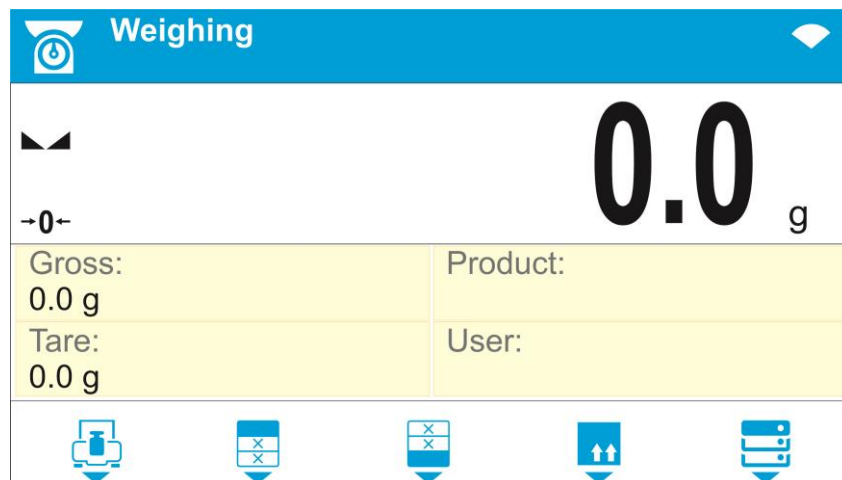 Weighing
0.0 g
→0←
Gross:
0.0 g
Product:
Tare:
0.0 g
User: